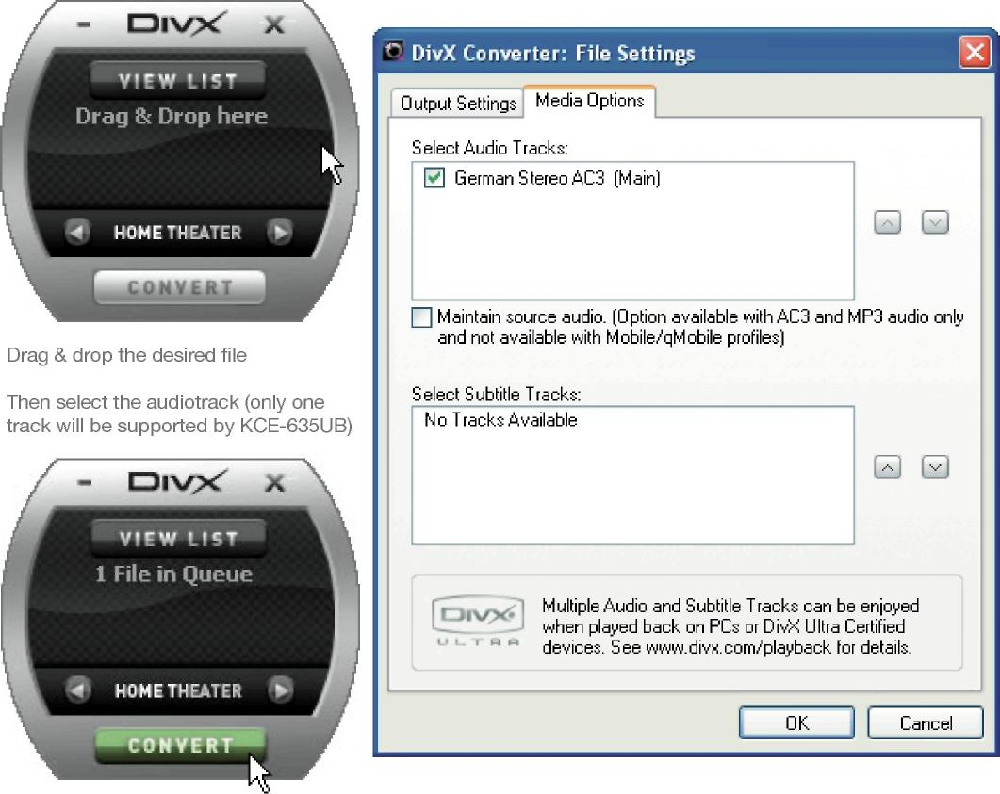 - DivX X
VIEW LIST
Drag & Drop here
HOME THEATER
CONVERT
Drag & drop the desired file
Then select the audiotrack (only one
track will be supported by KCE-635UB)
- DivX X
VIEW LIST
1 File in Queue
HOME THEATER
CONVERT
DivX Converter: File Settings
Output Settings Media Options
Select Audio Tracks:
German Stereo AC3 (Main)
Maintain source audio. (Option available with AC3 and MP3 audio only
and not available with Mobile/qMobile profiles)
Select Subtitle Tracks:
No Tracks Available
DivX
ULTRA
Multiple Audio and Subtitle Tracks can be enjoyed
when played back on PCs or DivX Ultra Certified
devices. See www.divx.com/playback for details.
OK Cancel